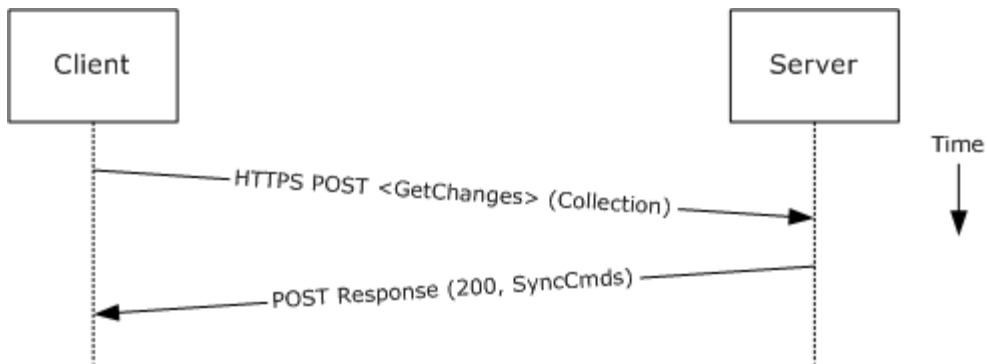 Client
Server
Time
HTTPS POST <GetChanges> (Collection)
POST Response (200, SyncCmds)